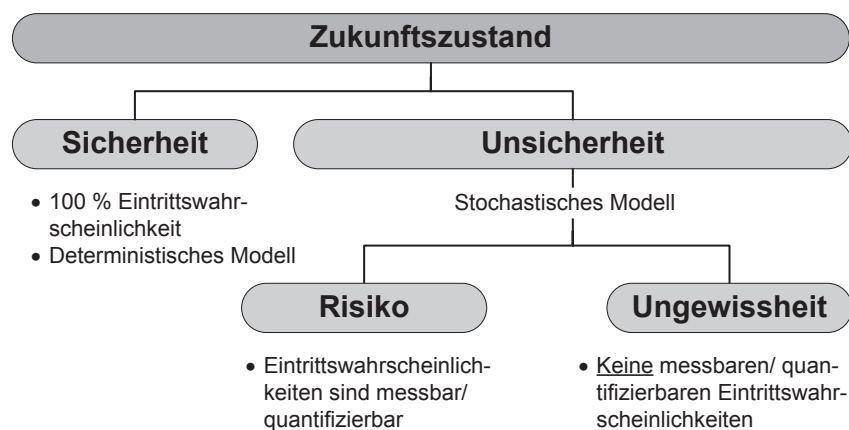 Zukunftszustand
Sicherheit
Unsicherheit
• 100 % Eintrittswahr-
scheinlichkeit
• Deterministisches Modell
Stochastisches Modell
Risiko
Ungewissheit
• Eintrittswahrscheinlich-
keiten sind messbar/
quantifizierbar
• Keine messbaren/ quan-
tifizierbaren Eintrittswahr-
scheinlichkeiten